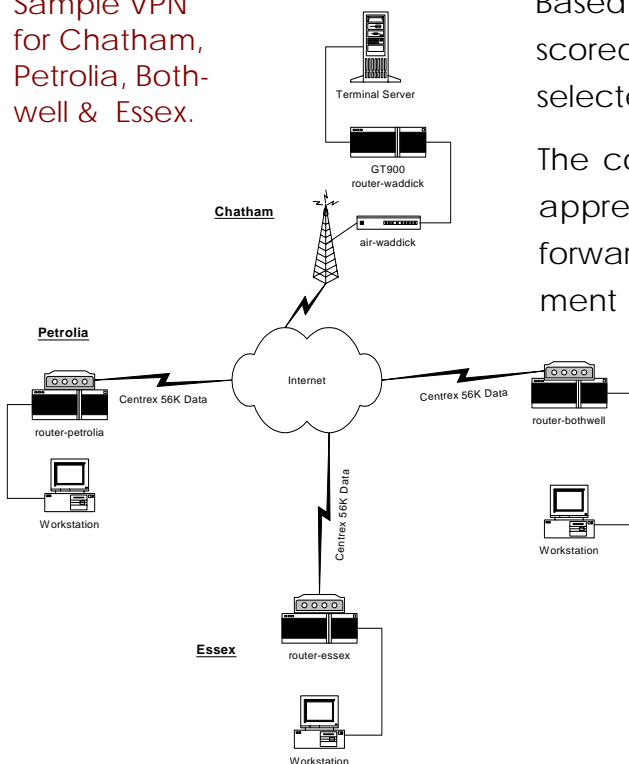 Sample VPN
for Chatham,
Petrolia, Both-
well & Essex.
Based
selecte
The co
appre
forwar
ment
Terminal Server
GT900
router-waddick
Chatham
air-waddick
Petrolia
Internet
Centrex 56K Data
Centrex 56K Data
router-petrolia
router-bothwell
Workstation
Centrex 56K Data
Workstation
Essex
router-essex
Workstation